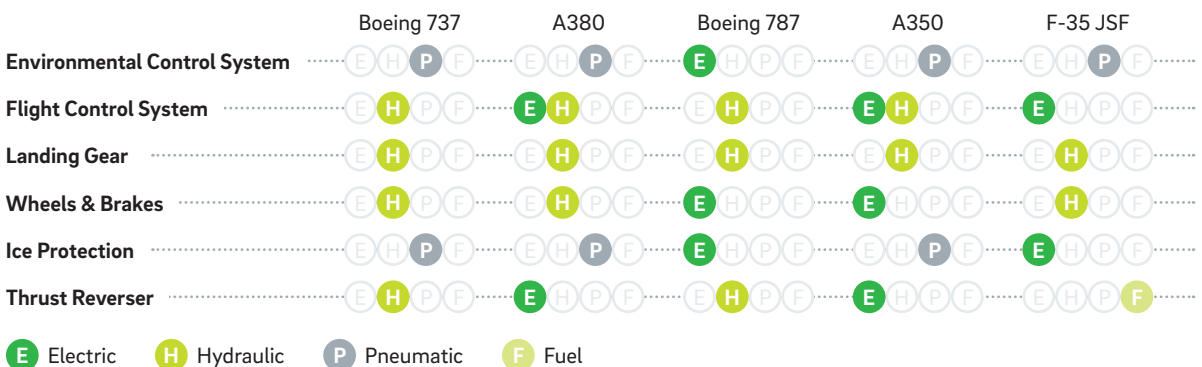 Boeing 737 A380 Boeing 787 A350 F-35 JSF
Environmental Control System E H P F E H P F E H P F E H P F E H P F
Flight Control System E H P F E H P F E H P F E H P F E H P F
Landing Gear E H P F E H P F E H P F E H P F E H P F
Wheels & Brakes E H P F E H P F E H P F E H P F E H P F
Ice Protection E H P F E H P F E H P F E H P F E H P F
Thrust Reverser E H P F E H P F E H P F E H P F E H P F
E Electric H Hydraulic P Pneumatic F Fuel